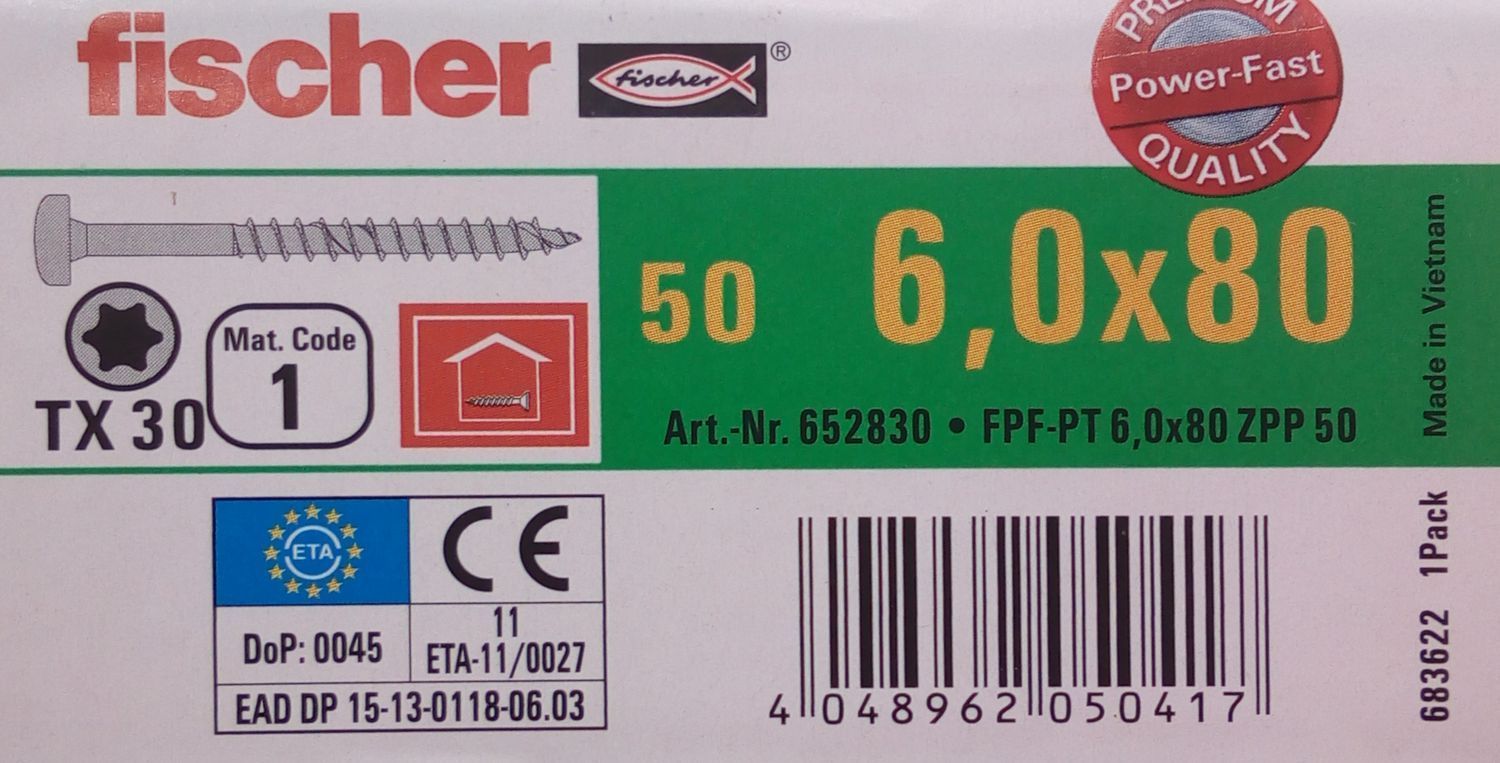 fischer
fischer ®
PREMIUM
Power-Fast
QUALITY
50 6,0x80
Art.-Nr. 652830 • FPF-PT 6,0x80 ZPP 50
Made in Vietnam
Mat. Code
1
TX 30
ETA
CE
DoP: 0045
11
ETA-11/0027
EAD DP 15-13-0118-06.03
4 048962 050417
683622 1Pack